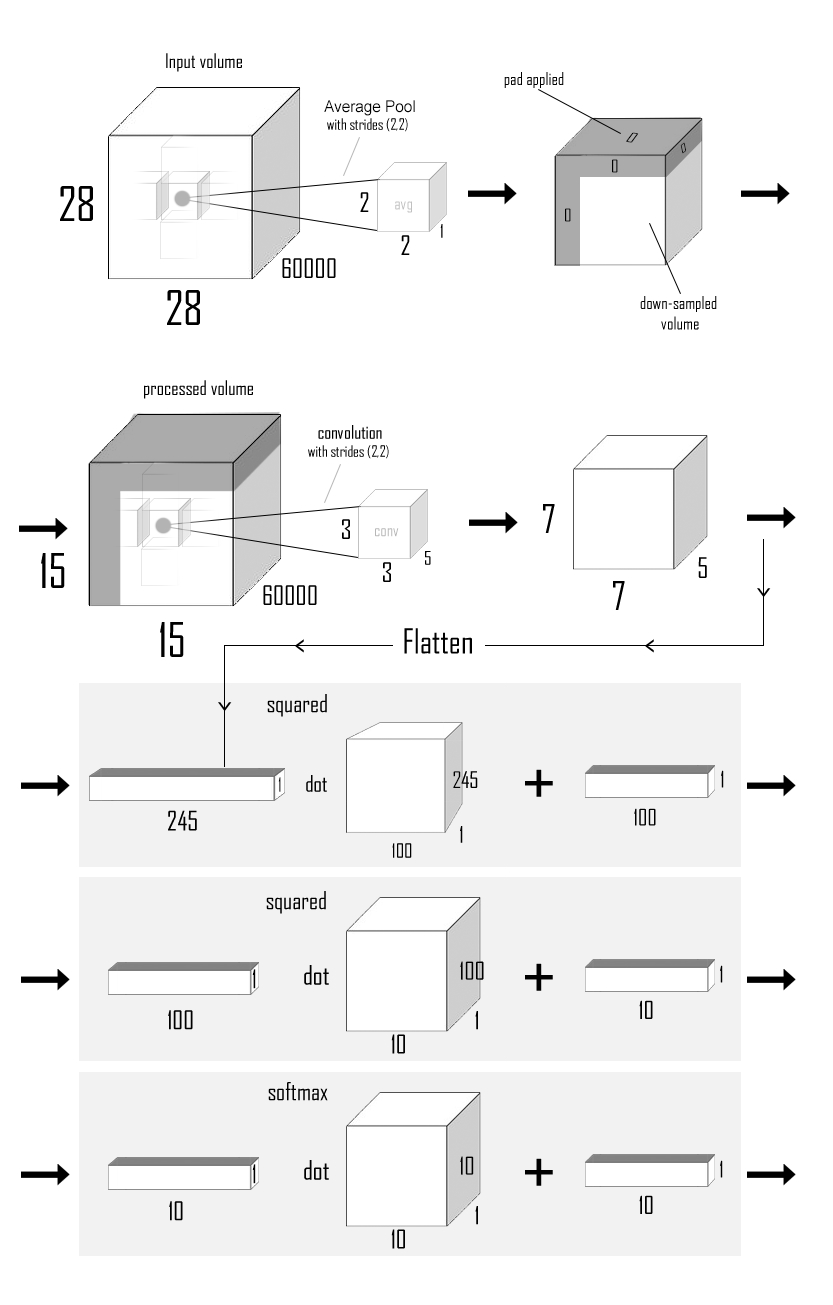 Input volume
pad applied
Average Pool
with strides (2,2)
28
2
avg
1
2
60000
28
down-sampled
volume
processed volume
convolution
with strides (2,2)
3
conv
7
15
3
5
5
60000
7
15
Flatten
squared
1
dot
245
+
1
245
100
1
100
squared
1
dot
100
+
1
100
1
10
10
softmax
1
dot
10
+
1
10
1
10
10